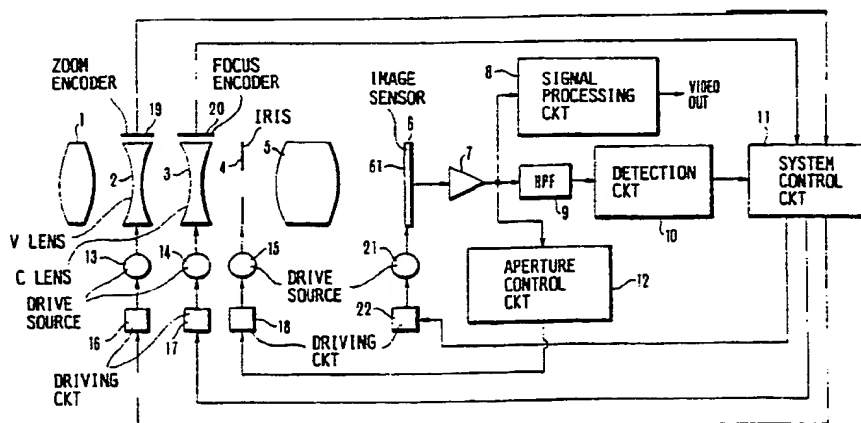 ZOOM
ENCODER
FOCUS
ENCODER
IMAGE
SENSOR
8
SIGNAL
PROCESSING
CKT
VIDEO
OUT
1
19
20
IRIS
5
6
61
7
11
2
3
4
BPF
9
DETECTION
CKT
10
SYSTEM
CONTROL
CKT
V LENS
C LENS
13
14
15
21
DRIVE
SOURCE
DRIVE
SOURCE
APERTURE
CONTROL
CKT
12
16
17
18
22
DRIVING CKT
DRIVING
CKT